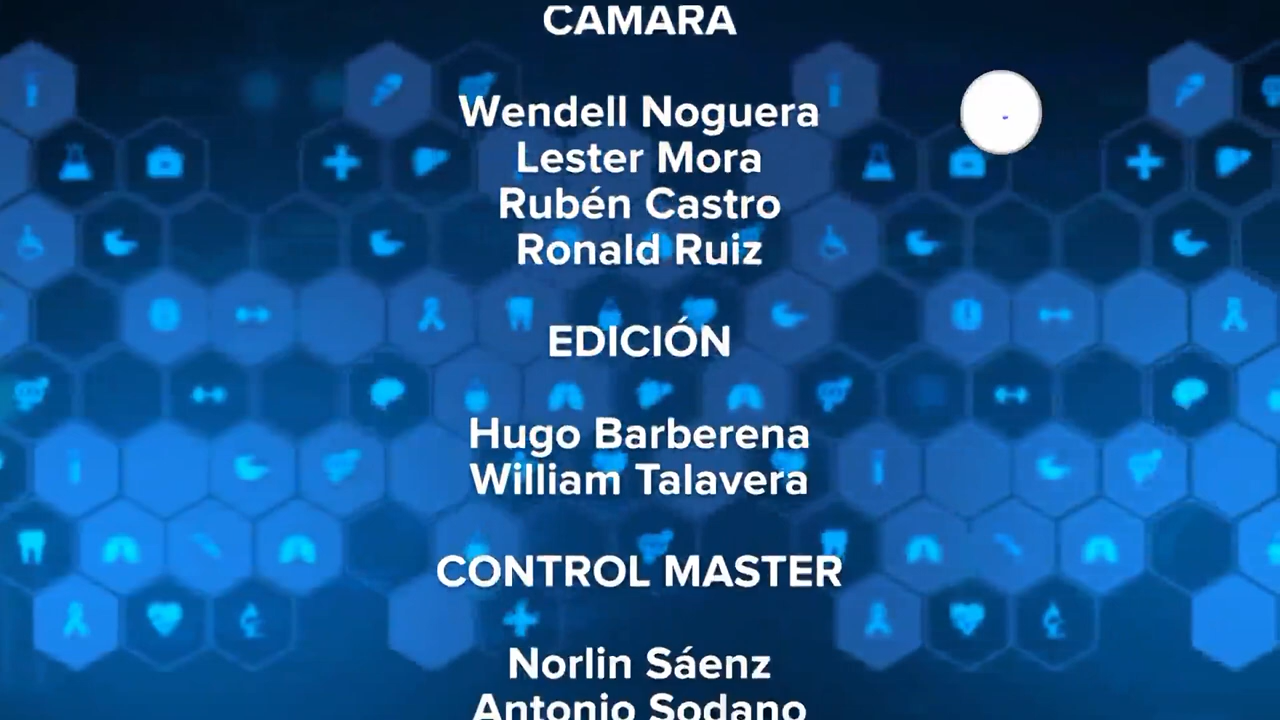 CAMARA
Wendell Noguera
Lester Mora
Rubén Castro
Ronald Ruiz
EDICIÓN
Hugo Barberena
William Talavera
CONTROL MASTER
Norlin Sáenz
Antonio Sodano